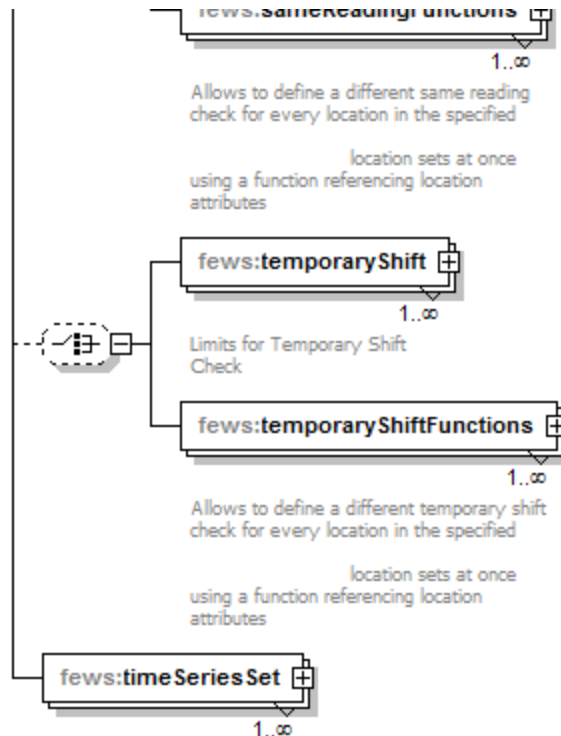 fews:sameReadingFunctions
1..∞
Allows to define a different same reading
check for every location in the specified
location sets at once
using a function referencing location
attributes
fews:temporaryShift
1..∞
Limits for Temporary Shift
Check
fews:temporaryShiftFunctions
1..∞
Allows to define a different temporary shift
check for every location in the specified
location sets at once
using a function referencing location
attributes
fews:timeSeriesSet
1..∞